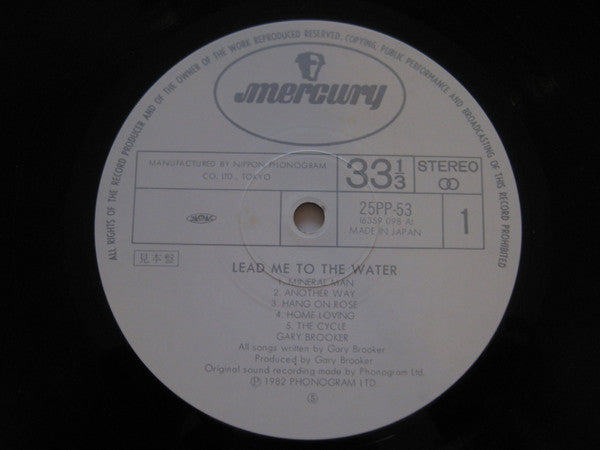 ALL RIGHTS OF THE RECORD PRODUCER AND OF THE OWNER OF THE WORK REPRODUCED RESERVED. COPYING, PUBLIC PERFORMANCE AND BROADCASTING OF THIS RECORD PROHIBITED
mercury
MANUFACTURED BY NIPPON PHONOGRAM
CO. LTD., TOKYO
33 1/3
STEREO
25PP-53
(6359 098 A)
MADE IN JAPAN
1
見本盤
LEAD ME TO THE WATER
1. MINERAL MAN
2. ANOTHER WAY
3. HANG ON ROSE
4. HOME LOVING
5. THE CYCLE
GARY BROOKER
All songs written by Gary Brooker
Produced by Gary Brooker
Original sound recording made by Phonogram Ltd.
Ⓟ 1982 PHONOGRAM LTD.
Ⓢ